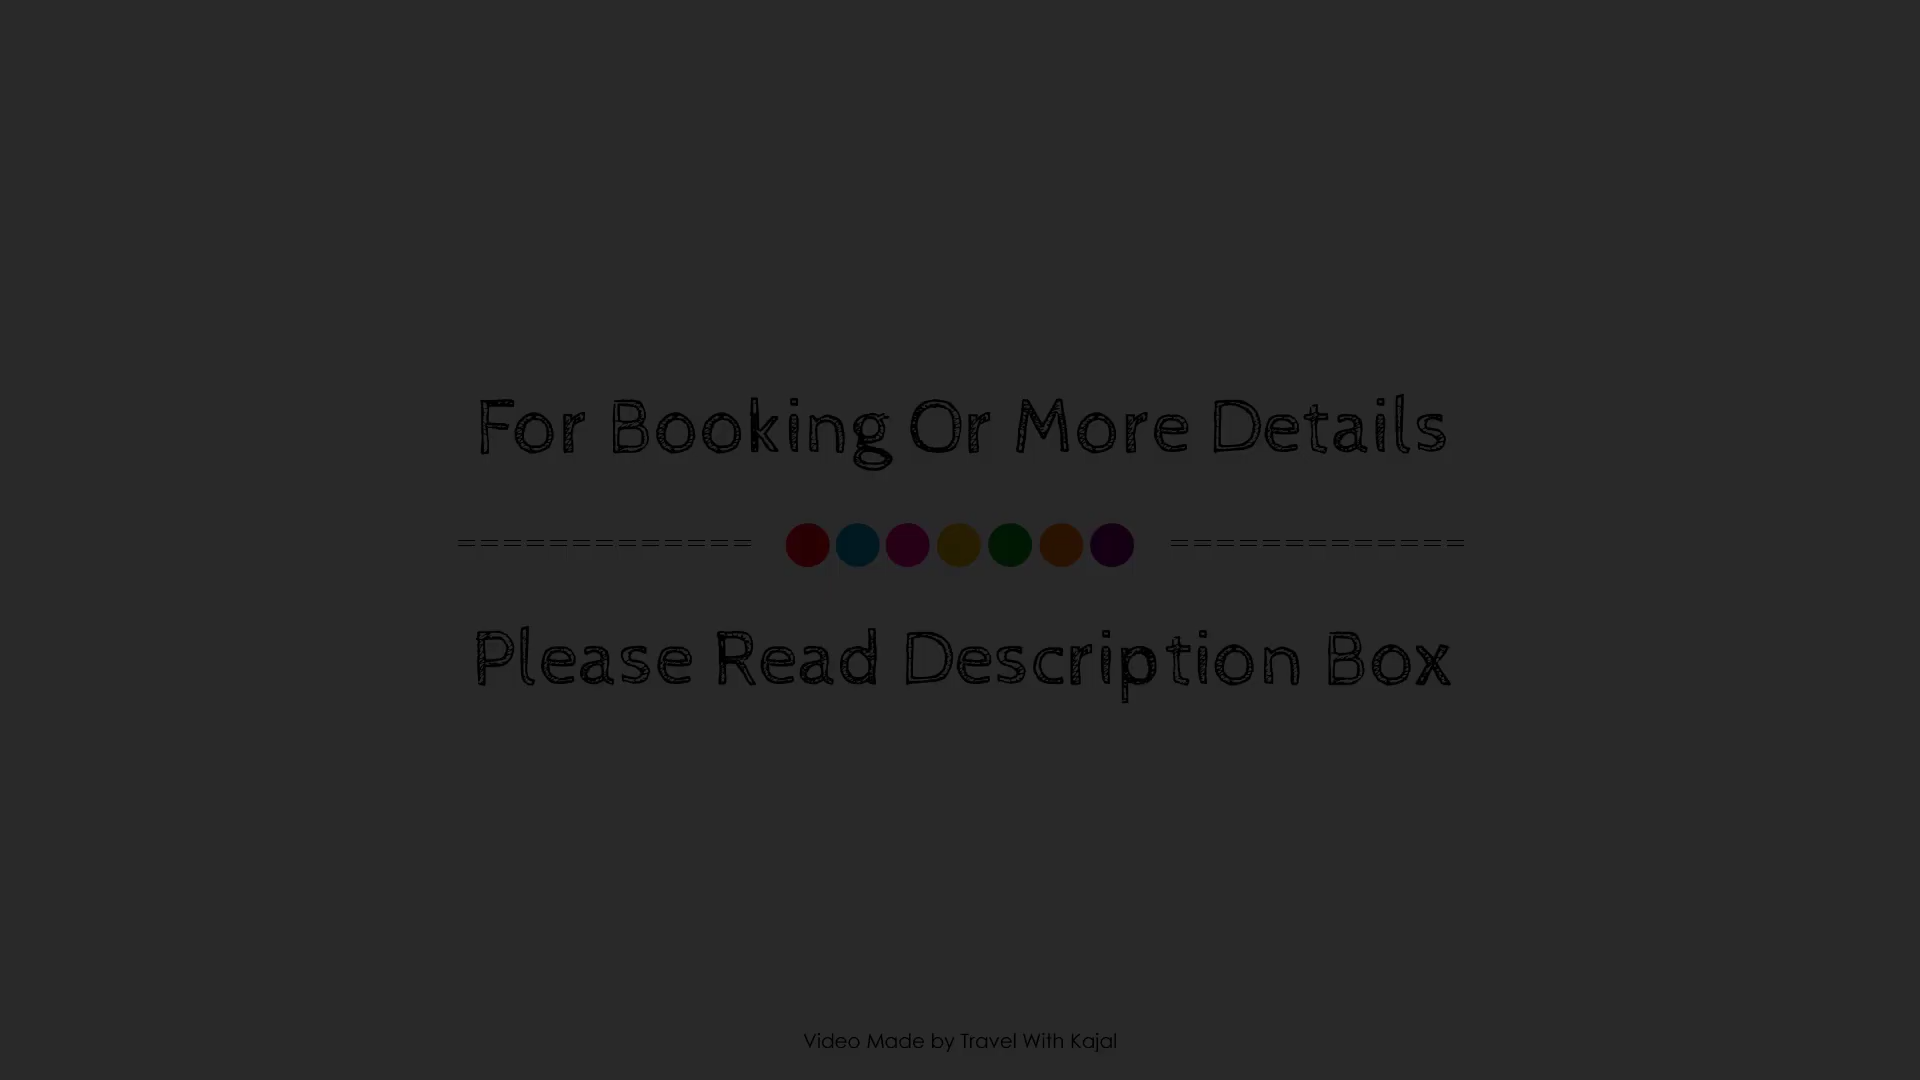 For Booking Or More Details
============= =============
Please Read Description Box
Video Made by Travel With Kajal